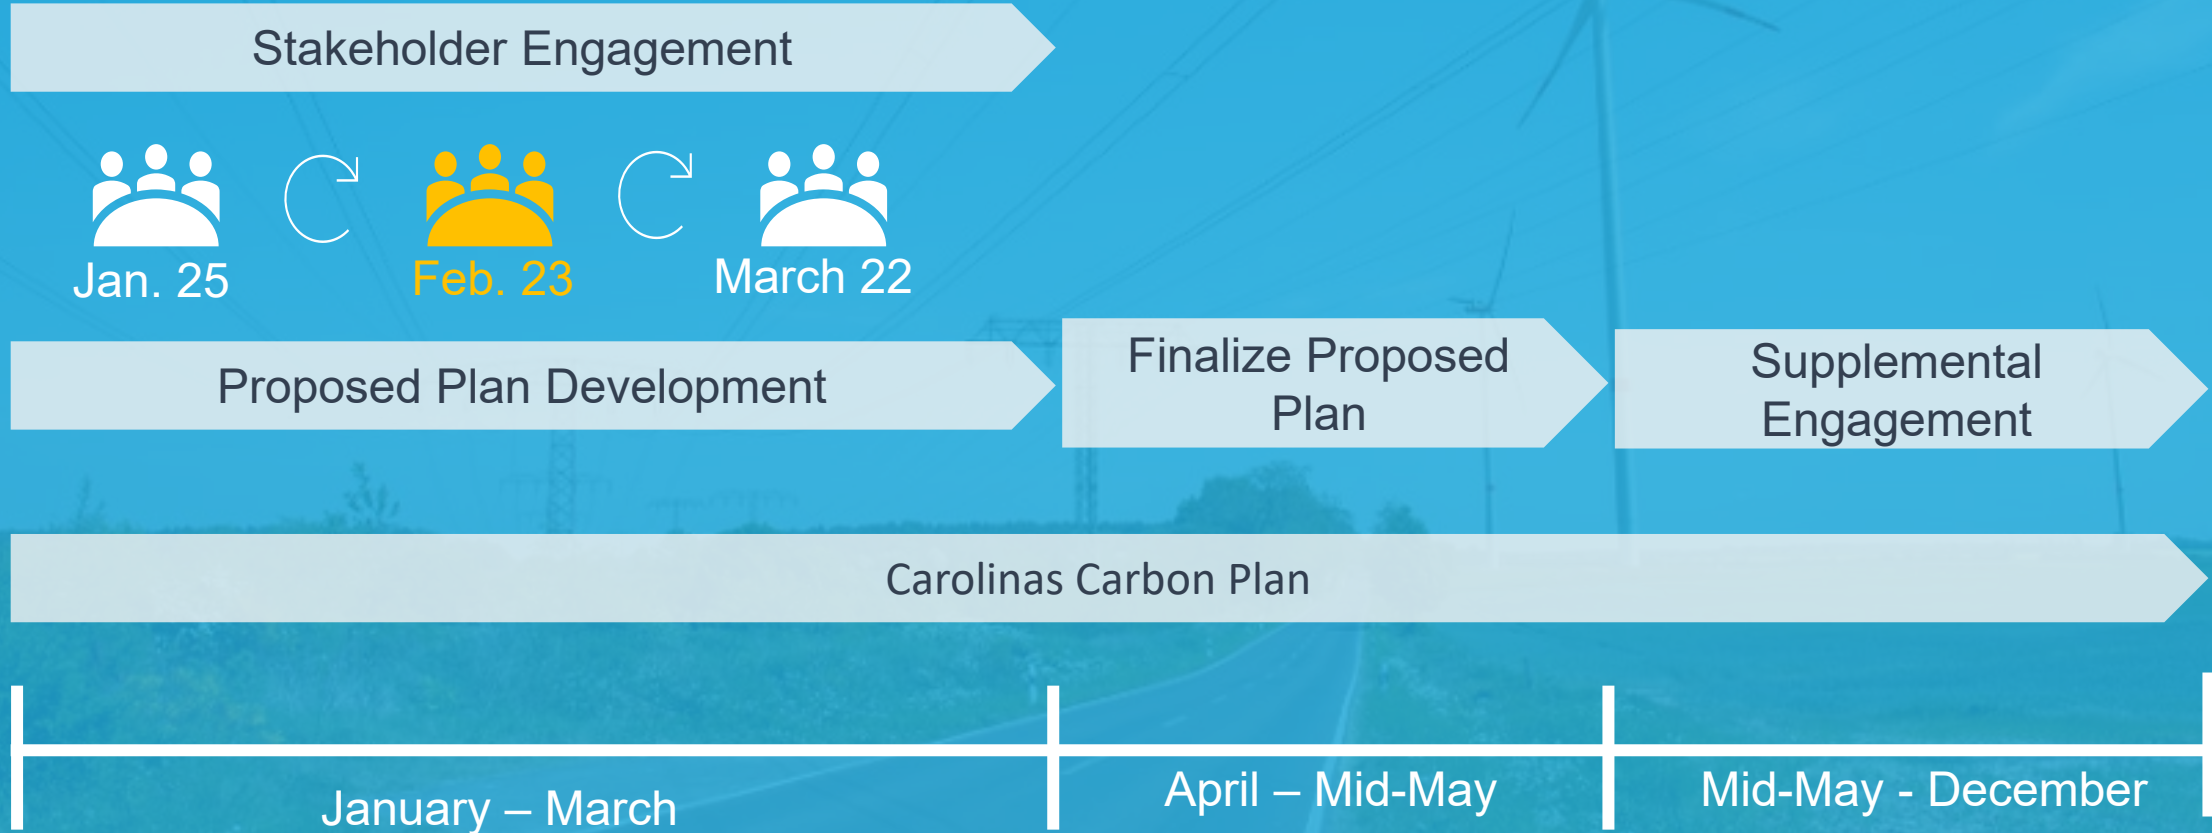 Stakeholder Engagement
Jan. 25
Feb. 23
March 22
Proposed Plan Development
Finalize Proposed
Plan
Supplemental
Engagement
Carolinas Carbon Plan
January – March
April – Mid-May
Mid-May - December